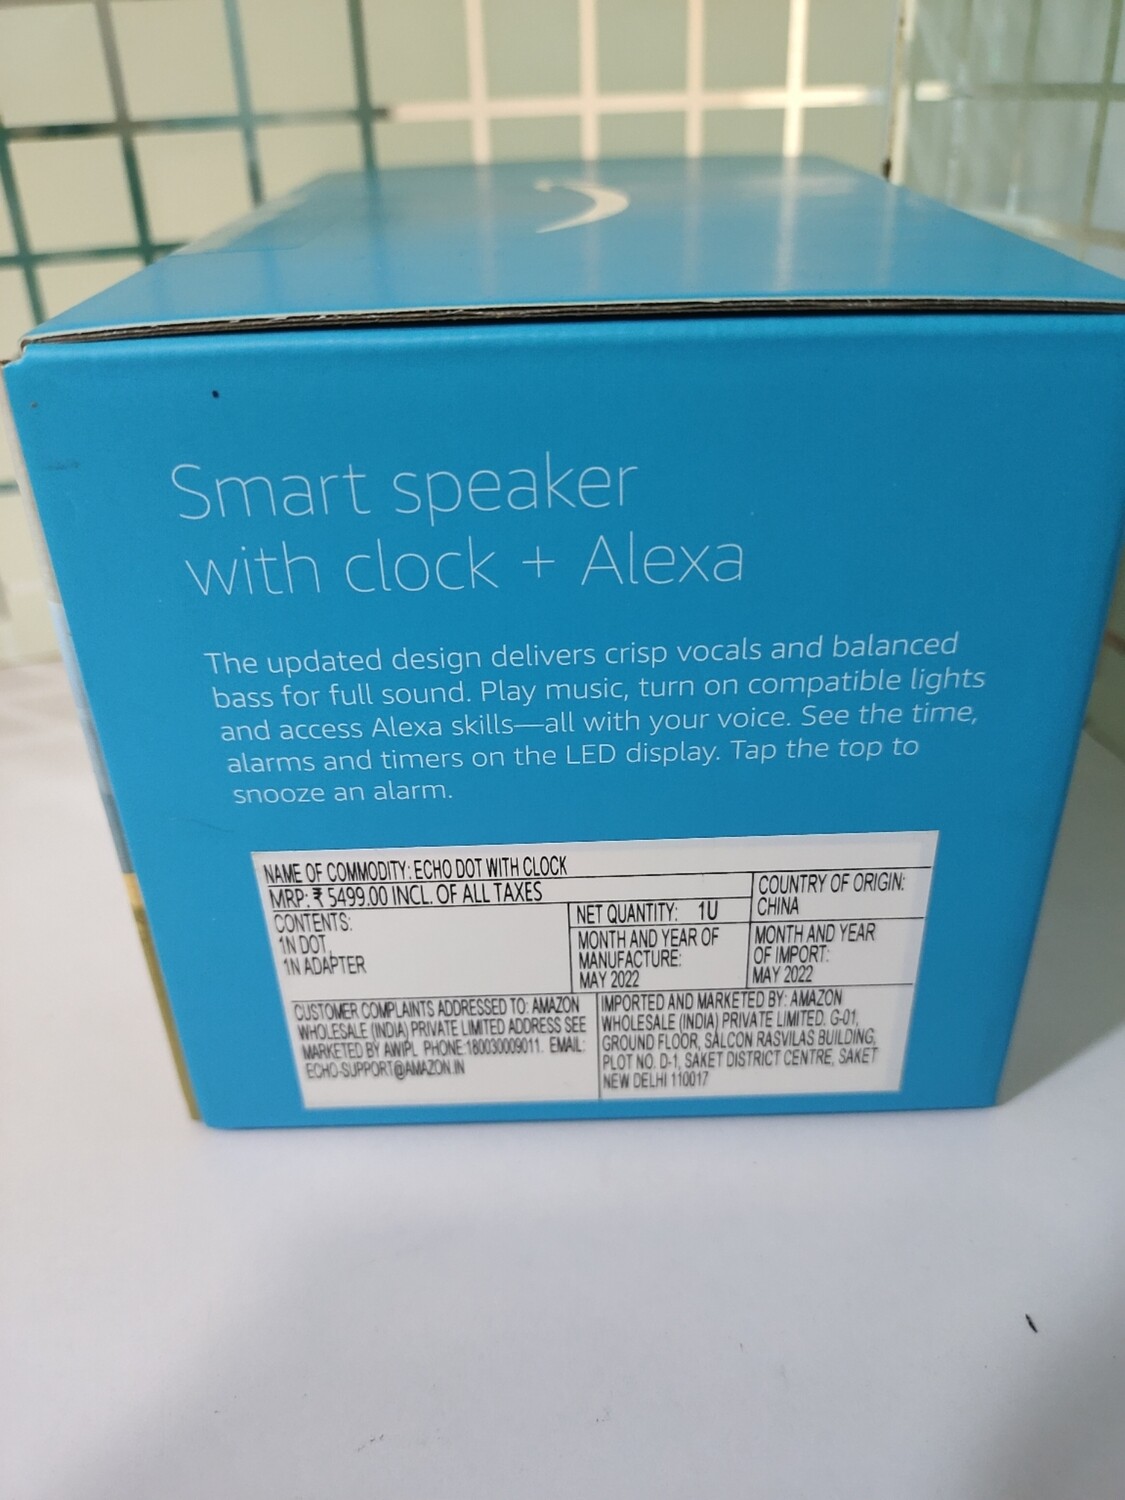 Smart speaker
with clock + Alexa
The updated design delivers crisp vocals and balanced
bass for full sound. Play music, turn on compatible lights
and access Alexa skills—all with your voice. See the time,
alarms and timers on the LED display. Tap the top to
snooze an alarm.
NAME OF COMMODITY: ECHO DOT WITH CLOCK
MRP: ₹ 5499.00 INCL. OF ALL TAXES
CONTENTS:
1N DOT,
1N ADAPTER
NET QUANTITY: 1U
MONTH AND YEAR OF
MANUFACTURE:
MAY 2022
COUNTRY OF ORIGIN:
CHINA
MONTH AND YEAR
OF IMPORT:
MAY 2022
CUSTOMER COMPLAINTS ADDRESSED TO: AMAZON
WHOLESALE (INDIA) PRIVATE LIMITED ADDRESS SEE
MARKETED BY AWIPL PHONE:180030009011. EMAIL:
ECHO-SUPPORT@AMAZON.IN
IMPORTED AND MARKETED BY: AMAZON
WHOLESALE (INDIA) PRIVATE LIMITED. G-01,
GROUND FLOOR, SALCON RASVILAS BUILDING,
PLOT NO. D-1, SAKET DISTRICT CENTRE, SAKET
NEW DELHI 110017